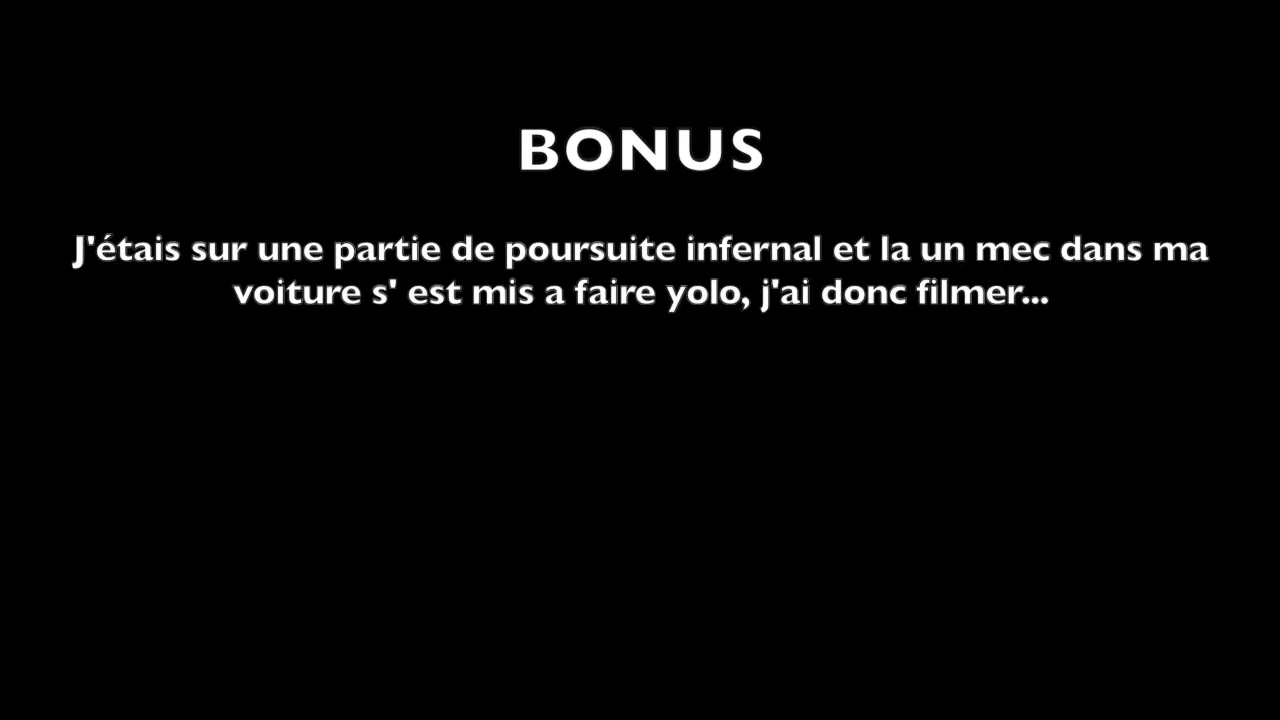 BONUS
J'étais sur une partie de poursuite infernal et la un mec dans ma
voiture s' est mis a faire yolo, j'ai donc filmer...